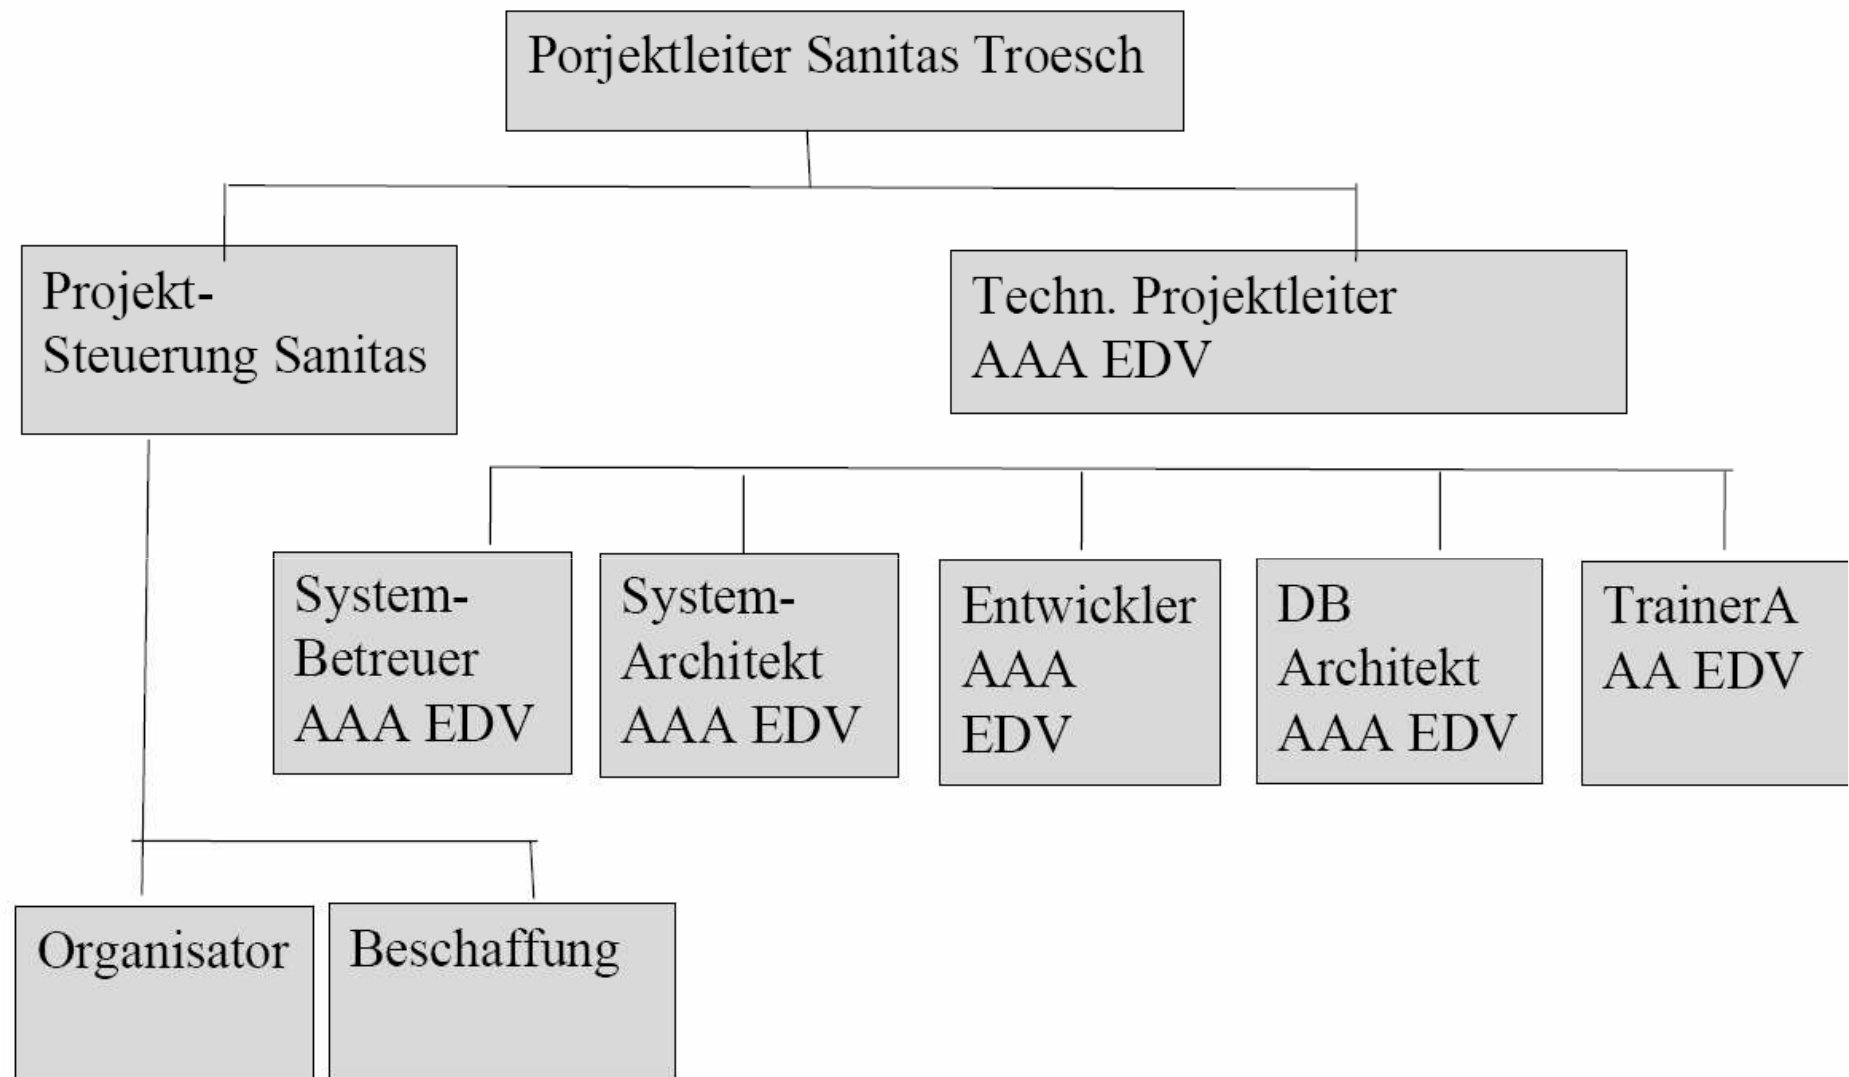 Porjektleiter Sanitas Troesch
Projekt-
Steuerung Sanitas
Techn. Projektleiter
AAA EDV
System-
Betreuer
AAA EDV
System-
Architekt
AAA EDV
Entwickler
AAA
EDV
DB
Architekt
AAA EDV
TrainerA
AA EDV
Organisator
Beschaffung